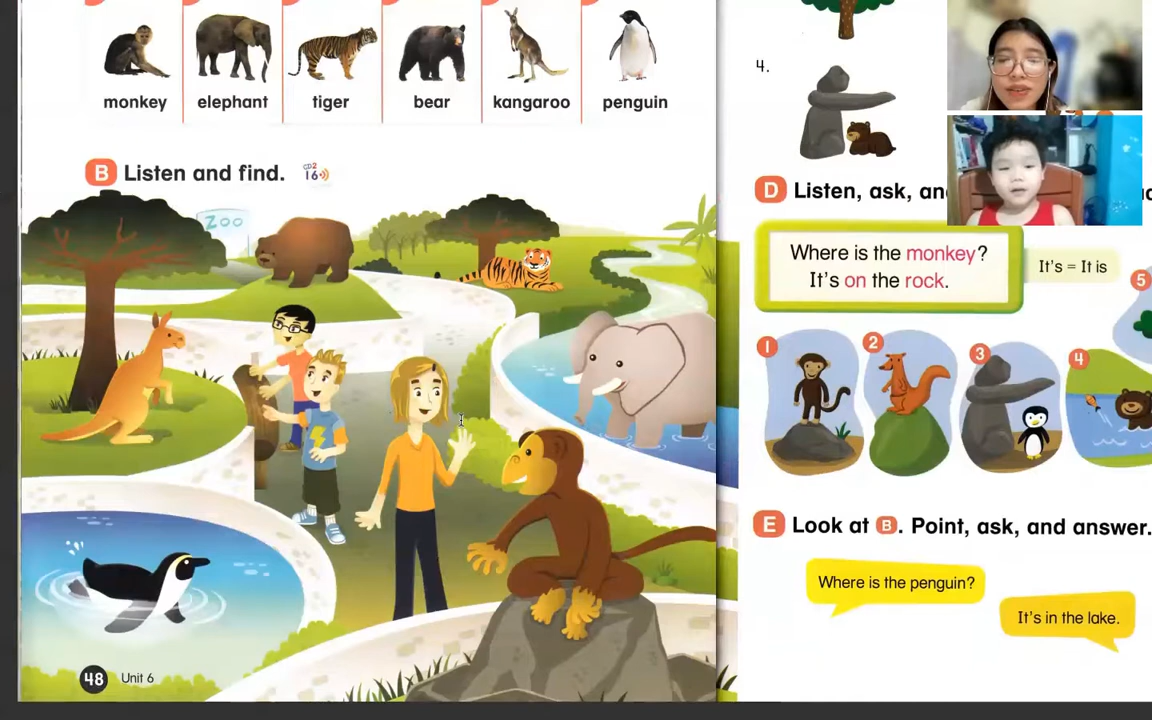 monkey
elephant
tiger
bear
kangaroo
penguin
B Listen and find. CD2 16
ZOO
48 Unit 6
4.
D Listen, ask, an
Where is the monkey?
It's on the rock.
It's = It is
1
2
3
4
5
E Look at B. Point, ask, and answer.
Where is the penguin?
It's in the lake.